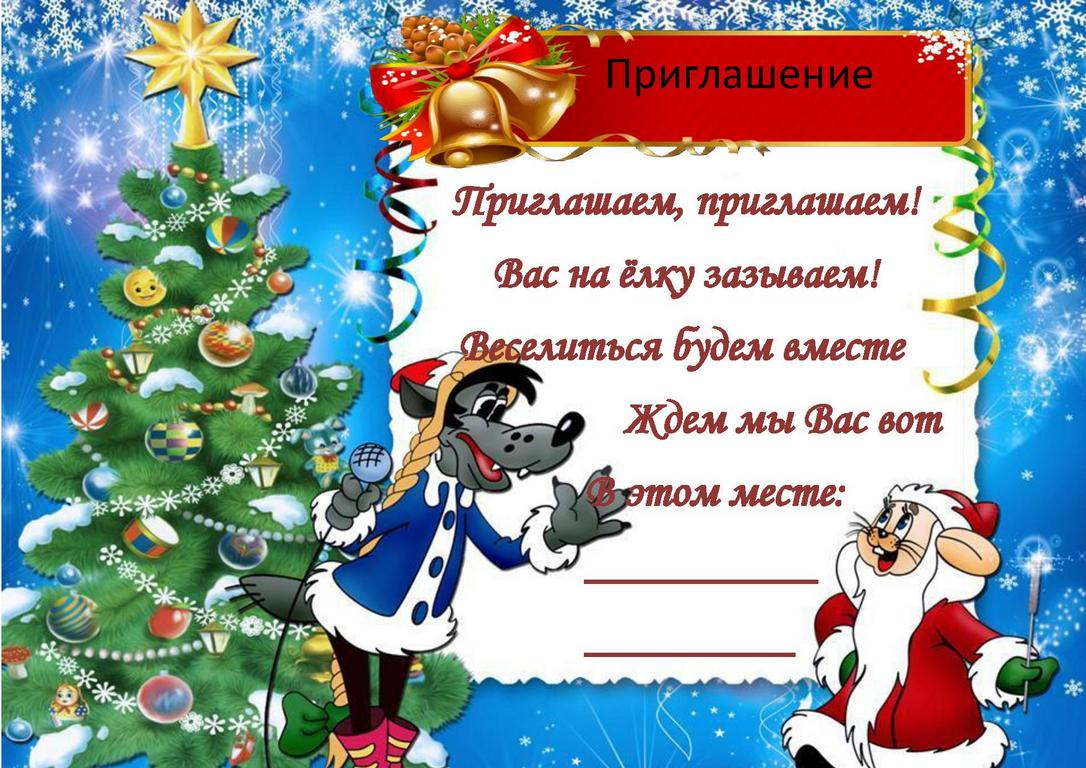 Приглашение
Приглашаем, приглашаем!
Вас на ёлку зазываем!
Веселиться будем вместе
Ждем мы Вас вот
В этом месте: